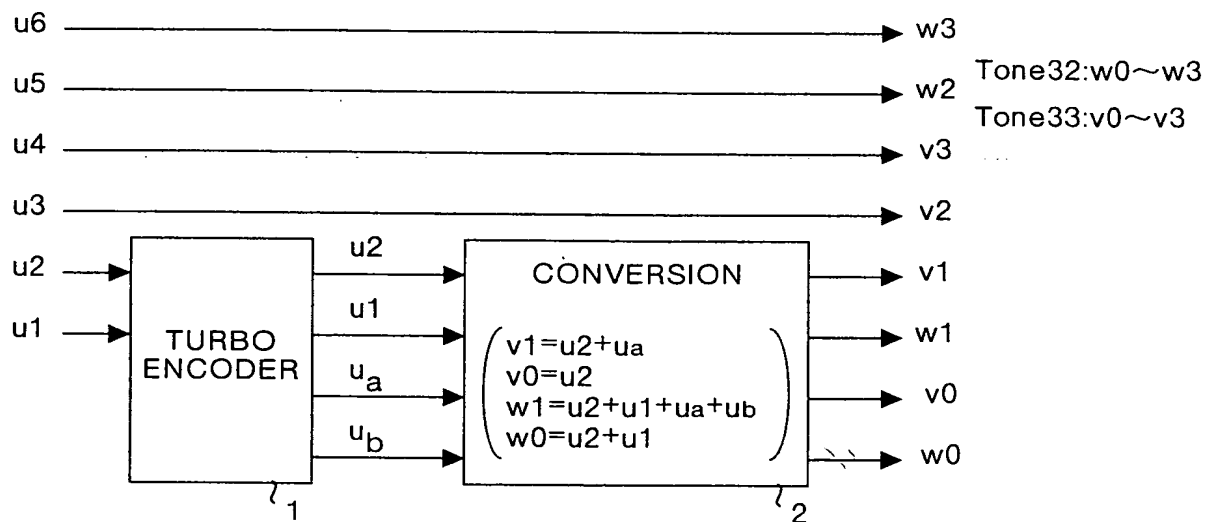 u6
w3
Tone32:w0~w3
u5
w2
Tone33:v0~v3
u4
v3
u3
v2
u2
u2
CONVERSION
v1
u1
TURBO ENCODER
u1
v1=u2+ua
v0=u2
w1=u2+u1+ua+ub
w0=u2+u1
w1
ua
v0
ub
w0
1
2